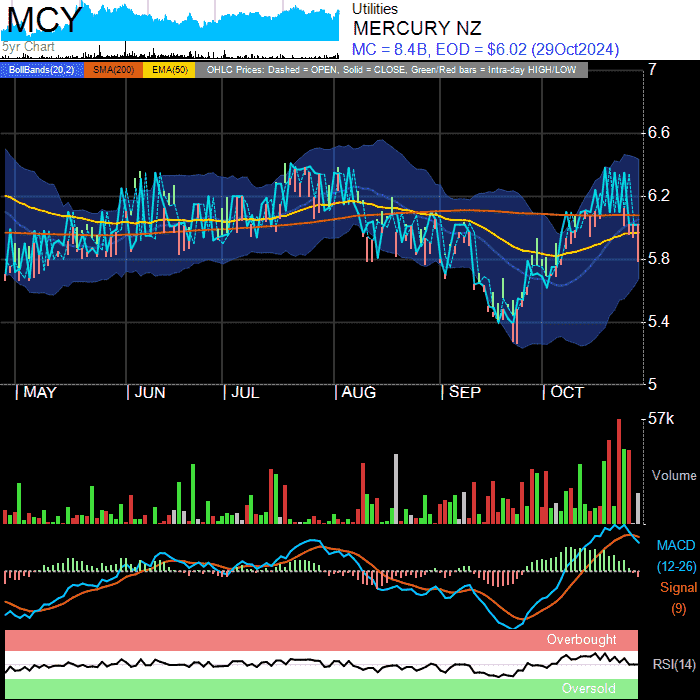 MCY
5yr Chart
Utilities
MERCURY NZ
MC = 8.4B, EOD = $6.02 (29Oct2024)
BollBands(20,2) SMA(200) EMA(50) OHLC Prices: Dashed = OPEN, Solid = CLOSE, Green/Red bars = Intra-day HIGH/LOW
7
6.6
6.2
5.8
5.4
5
MAY JUN JUL AUG SEP OCT
57k
Volume
MACD
(12-26)
Signal
(9)
Overbought
RSI(14)
Oversold